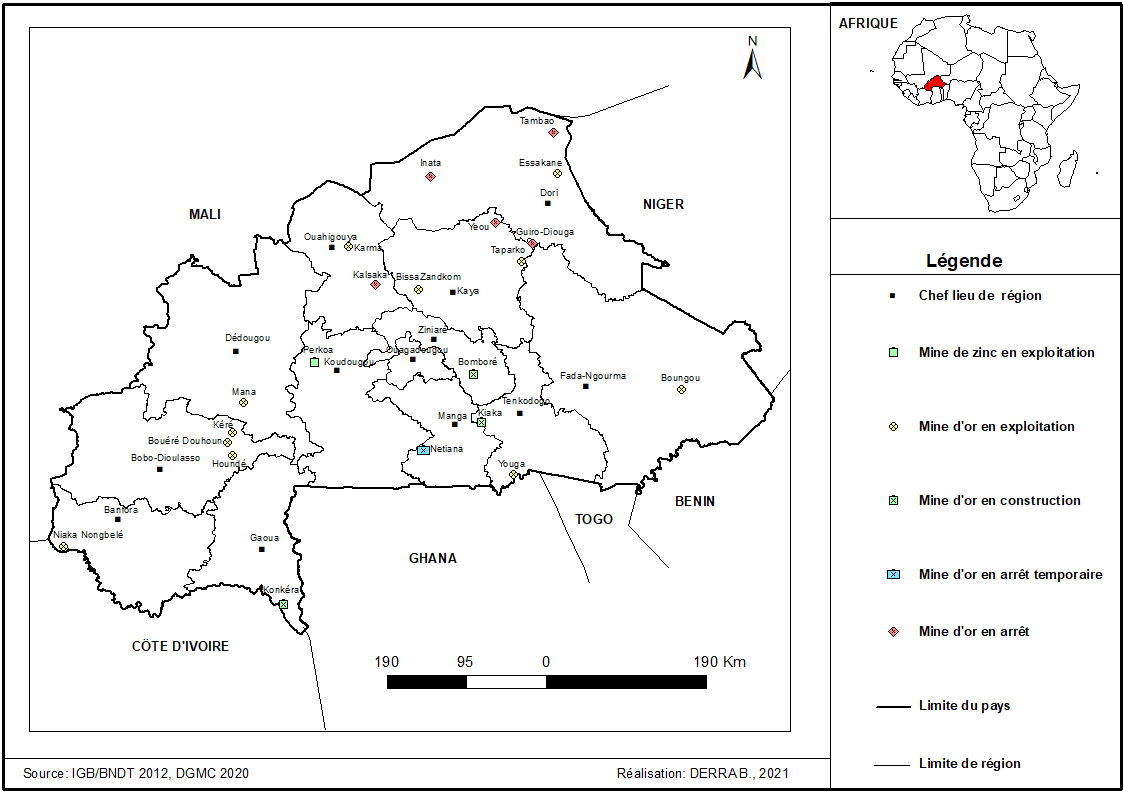 AFRIQUE
N
Tambao
Inata
Essakane
Dori
NIGER
MALI
Yeou
Guiro-Diouga
Ouahigouya
Karma
Taparko
Kalsaka
BissaZandkom
Kaya
Ziniaré
Dédougou
Perkoa
Koudougou
Ouagadougou
Bomboré
Fada-Ngourma
Boungou
Mana
Manga
Kiaka
Tenkodogo
Kéré
Bouéré Douhoun
Netiana
Bobo-Dioulasso
Houndé
Youga
BENIN
Banfora
TOGO
Niaka Nongbelé
Gaoua
GHANA
Konkéra
CÖTE D'IVOIRE
190 95 0 190 Km
Légende
Chef lieu de région
Mine de zinc en exploitation
Mine d'or en exploitation
Mine d'or en construction
Mine d'or en arrêt temporaire
Mine d'or en arrêt
Limite du pays
Limite de région
Source: IGB/BNDT 2012, DGMC 2020
Réalisation: DERRA B., 2021